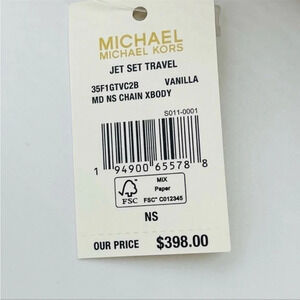 MICHAEL
MICHAEL KORS
JET SET TRAVEL
35F1GTVC2B VANILLA
MD NS CHAIN XBODY
S011-0001
1 94900 65578 8
FSC
MIX
Paper
FSC™ C012345
NS
OUR PRICE $398.00